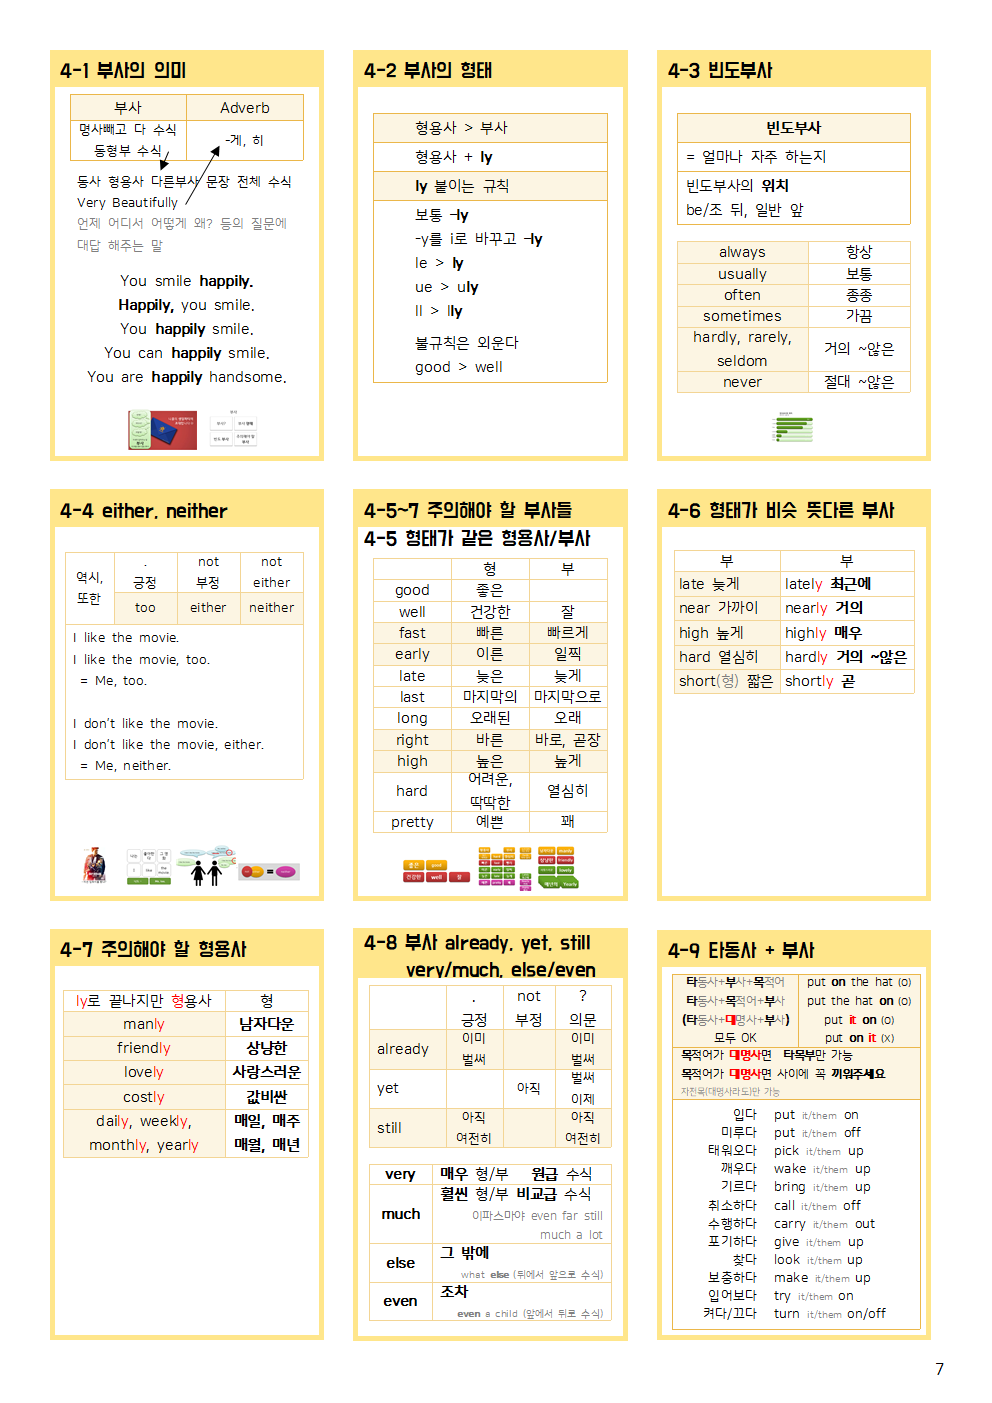 4-1 부사의 의미
부사 Adverb
명사빼고 다 수식
동형부 수식
-게, 히
동사 형용사 다른부사 문장 전체 수식
Very Beautifully
언제 어디서 어떻게 왜? 등의 질문에
대답 해주는 말
You smile happily.
Happily, you smile.
You happily smile.
You can happily smile.
You are happily handsome.
4-2 부사의 형태
형용사 > 부사
형용사 + ly
ly 붙이는 규칙
보통 -ly
-y를 i로 바꾸고 -ly
le > ly
ue > uly
ll > lly
불규칙은 외운다
good > well
4-3 빈도부사
빈도부사
= 얼마나 자주 하는지
빈도부사의 위치
be/조 뒤, 일반 앞
always 항상
usually 보통
often 종종
sometimes 가끔
hardly, rarely,
seldom
거의 ~않은
never 절대 ~않은
4-4 either, neither
역시,
또한
.
긍정
not
부정
not
either
too either neither
I like the movie.
I like the movie, too.
= Me, too.
I don't like the movie.
I don't like the movie, either.
= Me, neither.
4-5~7 주의해야 할 부사들
4-5 형태가 같은 형용사/부사
형 부
good 좋은
well 건강한 잘
fast 빠른 빠르게
early 이른 일찍
late 늦은 늦게
last 마지막의 마지막으로
long 오래된 오래
right 바른 바로, 곧장
high 높은 높게
hard
어려운,
딱딱한
열심히
pretty 예쁜 꽤
4-6 형태가 비슷 뜻다른 부사
부 부
late 늦게 lately 최근에
near 가까이 nearly 거의
high 높게 highly 매우
hard 열심히 hardly 거의 ~않은
short(형) 짧은 shortly 곧
4-7 주의해야 할 형용사
ly로 끝나지만 형용사 형
manly 남자다운
friendly 상냥한
lovely 사랑스러운
costly 값비싼
daily, weekly, 매일, 매주
monthly, yearly 매월, 매년
4-8 부사 already, yet, still
very/much, else/even
. not ?
긍정 부정 의문
already
이미
벌써
이미
벌써
yet
아직
벌써
이제
still
아직
여전히
아직
여전히
very 매우 형/부 원급 수식
much
훨씬 형/부 비교급 수식
이파스마야 even far still
much a lot
else
그 밖에
what else (뒤에서 앞으로 수식)
even
조차
even a child (앞에서 뒤로 수식)
4-9 타동사 + 부사
타동사+부사+목적어 put on the hat (O)
타동사+목적어+부사 put the hat on (O)
(타동사+대명사+부사) put it on (O)
모두 OK put on it (X)
목적어가 대명사면 타목부만 가능
목적어가 대명사면 사이에 꼭 끼워주세요
자전목(대명사라도)만 가능
입다 put it/them on
미루다 put it/them off
태워오다 pick it/them up
깨우다 wake it/them up
기르다 bring it/them up
취소하다 call it/them off
수행하다 carry it/them out
포기하다 give it/them up
찾다 look it/them up
보충하다 make it/them up
입어보다 try it/them on
켜다/끄다 turn it/them on/off
7